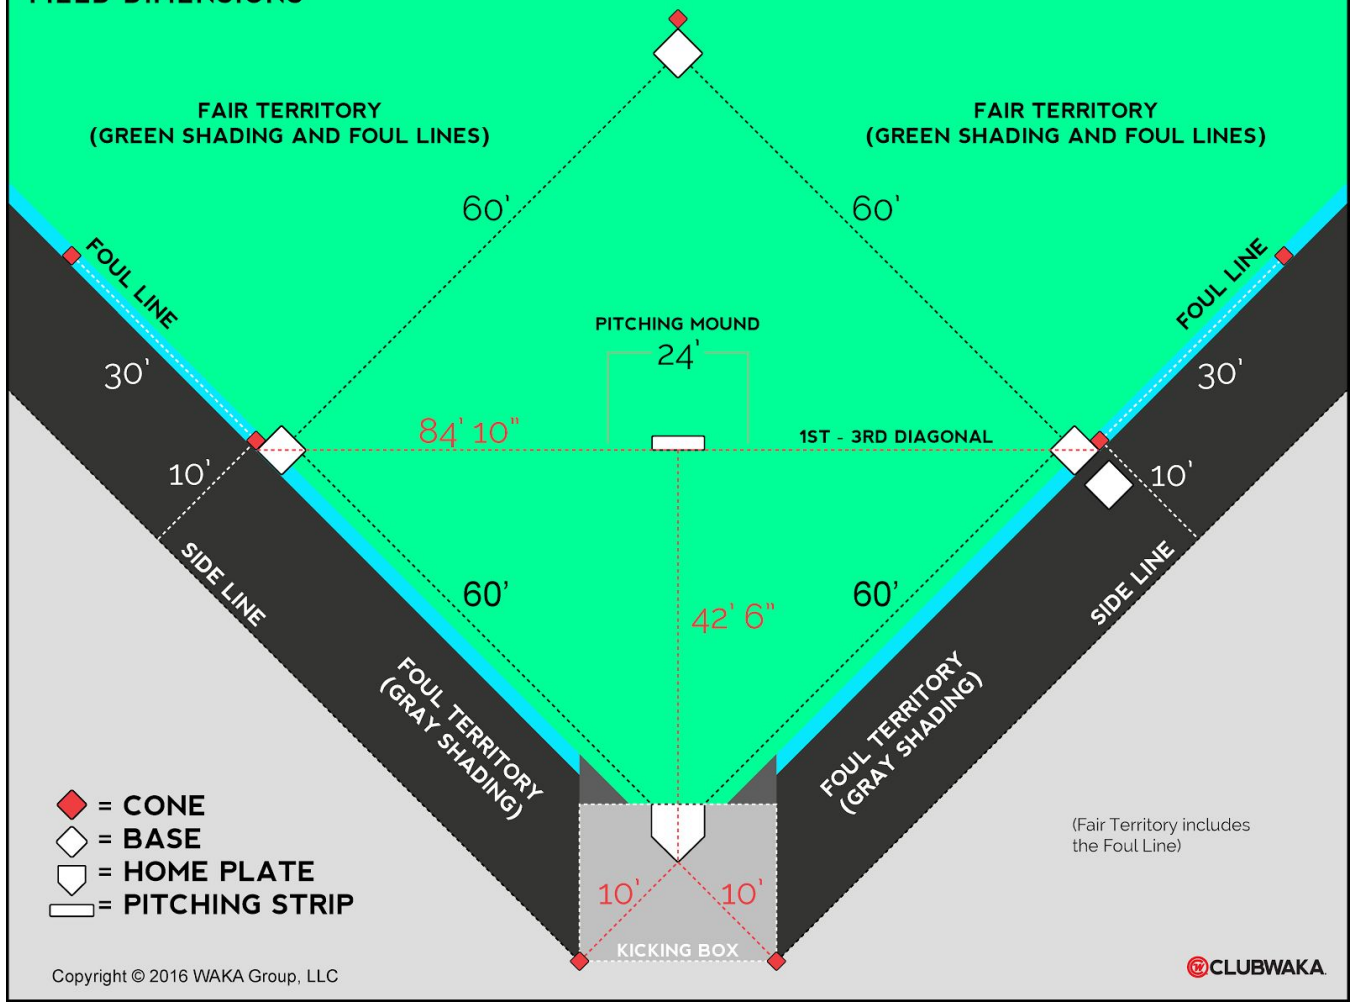 FIELD DIMENSIONS
FAIR TERRITORY
(GREEN SHADING AND FOUL LINES)
FAIR TERRITORY
(GREEN SHADING AND FOUL LINES)
60'
60'
FOUL LINE
FOUL LINE
PITCHING MOUND
24'
30'
30'
84' 10"
1ST - 3RD DIAGONAL
10'
10'
SIDE LINE
SIDE LINE
60'
60'
42' 6"
FOUL TERRITORY
(GRAY SHADING)
FOUL TERRITORY
(GRAY SHADING)
= CONE
= BASE
= HOME PLATE
= PITCHING STRIP
(Fair Territory includes
the Foul Line)
10'
10'
KICKING BOX
Copyright © 2016 WAKA Group, LLC
CLUBWAKA